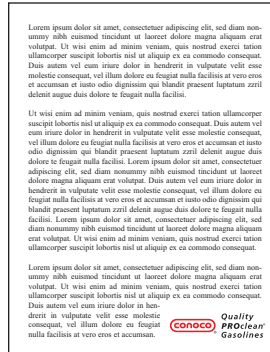 Lorem ipsum dolor sit amet, consectetuer adipiscing elit, sed diam non-
ummy nibh euismod tincidunt ut laoreet dolore magna aliquam erat
volutpat. Ut wisi enim ad minim veniam, quis nostrud exerci tation
ullamcorper suscipit lobortis nisl ut aliquip ex ea commodo consequat.
Duis autem vel eum iriure dolor in hendrerit in vulputate velit esse
molestie consequat, vel illum dolore eu feugiat nulla facilisis at vero eros
et accumsan et iusto odio dignissim qui blandit praesent luptatum zzril
delenit augue duis dolore te feugait nulla facilisi.
Ut wisi enim ad minim veniam, quis nostrud exerci tation ullamcorper
suscipit lobortis nisl ut aliquip ex ea commodo consequat. Duis autem vel
eum iriure dolor in hendrerit in vulputate velit esse molestie consequat,
vel illum dolore eu feugiat nulla facilisis at vero eros et accumsan et iusto
odio dignissim qui blandit praesent luptatum zzril delenit augue duis
dolore te feugait nulla facilisi. Lorem ipsum dolor sit amet, consectetuer
adipiscing elit, sed diam nonummy nibh euismod tincidunt ut laoreet
dolore magna aliquam erat volutpat. Duis autem vel eum iriure dolor in
hendrerit in vulputate velit esse molestie consequat, vel illum dolore eu
feugiat nulla facilisis at vero eros et accumsan et iusto odio dignissim qui
blandit praesent luptatum zzril delenit augue duis dolore te feugait nulla
facilisi. Lorem ipsum dolor sit amet, consectetuer adipiscing elit, sed
diam nonummy nibh euismod tincidunt ut laoreet dolore magna aliquam
erat volutpat. Ut wisi enim ad minim veniam, quis nostrud exerci tation
ullamcorper suscipit lobortis nisl ut aliquip ex ea commodo consequat.
Lorem ipsum dolor sit amet, consectetuer adipiscing elit, sed diam non-
ummy nibh euismod tincidunt ut laoreet dolore magna aliquam erat
volutpat. Ut wisi enim ad minim veniam, quis nostrud exerci tation
ullamcorper suscipit lobortis nisl ut aliquip ex ea commodo consequat.
Duis autem vel eum iriure dolor in hen-
drerit in vulputate velit esse molestie
consequat, vel illum dolore eu feugiat
nulla facilisis at vero eros et accumsan.
conoco®
Quality
PROclean®
Gasolines